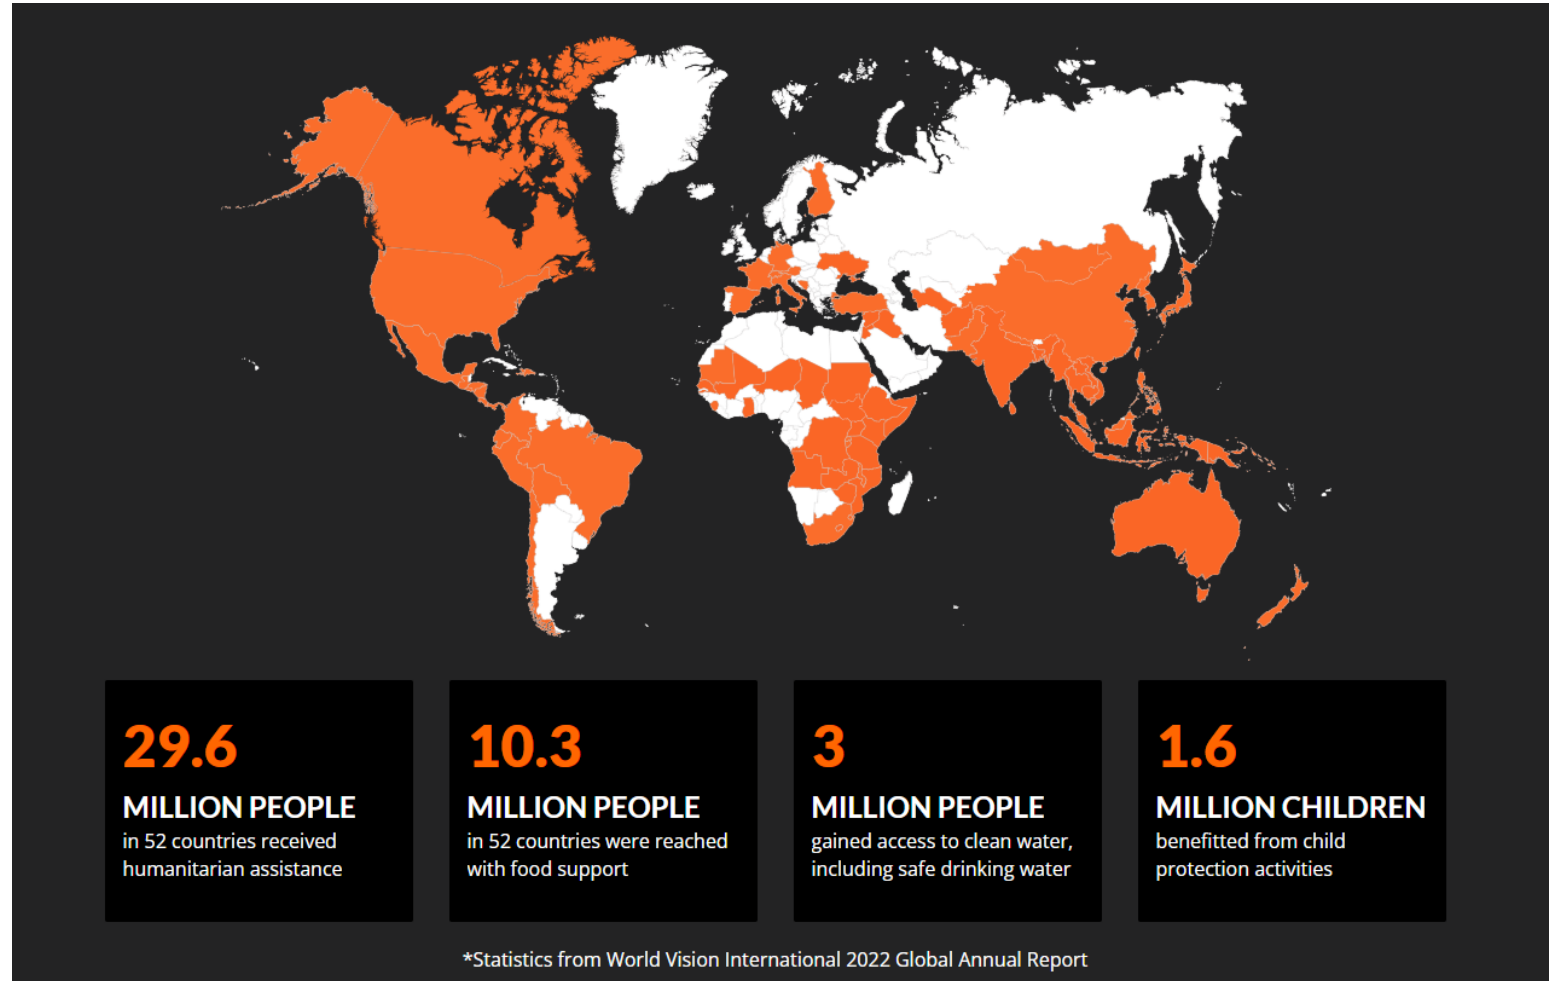 29.6
MILLION PEOPLE
in 52 countries received
humanitarian assistance
10.3
MILLION PEOPLE
in 52 countries were reached
with food support
3
MILLION PEOPLE
gained access to clean water,
including safe drinking water
1.6
MILLION CHILDREN
benefitted from child
protection activities
*Statistics from World Vision International 2022 Global Annual Report